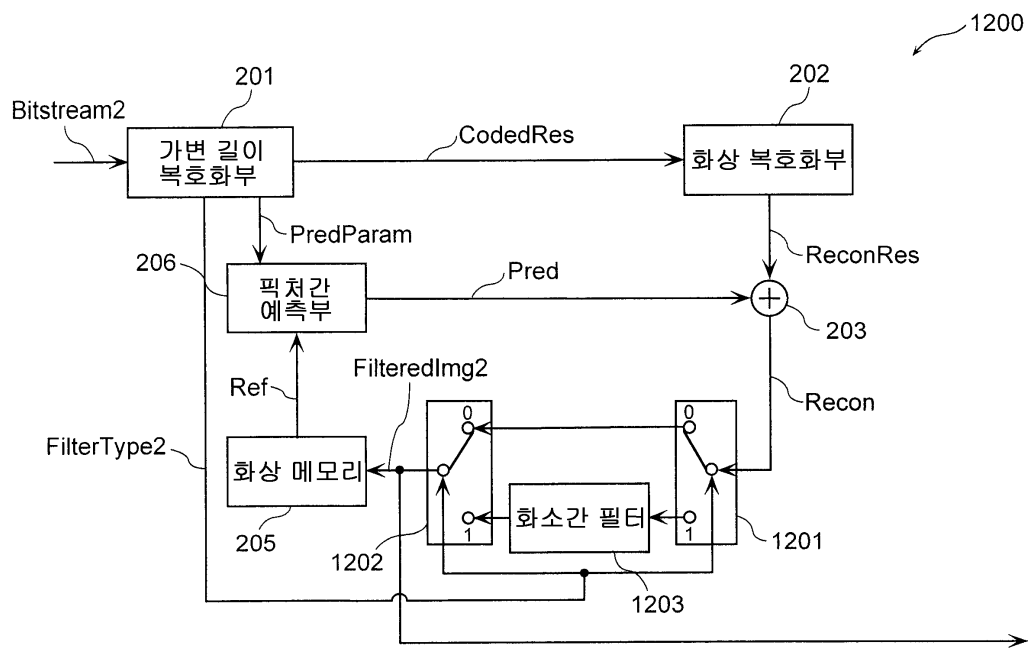 1200
201
202
Bitstream2
가변 길이
복호화부
CodedRes
화상 복호화부
PredParam
ReconRes
206
픽처간
예측부
Pred
203
Ref
FilteredImg2
Recon
FilterType2
0
0
화상 메모리
화소간 필터
1
1
205
1202
1203
1201